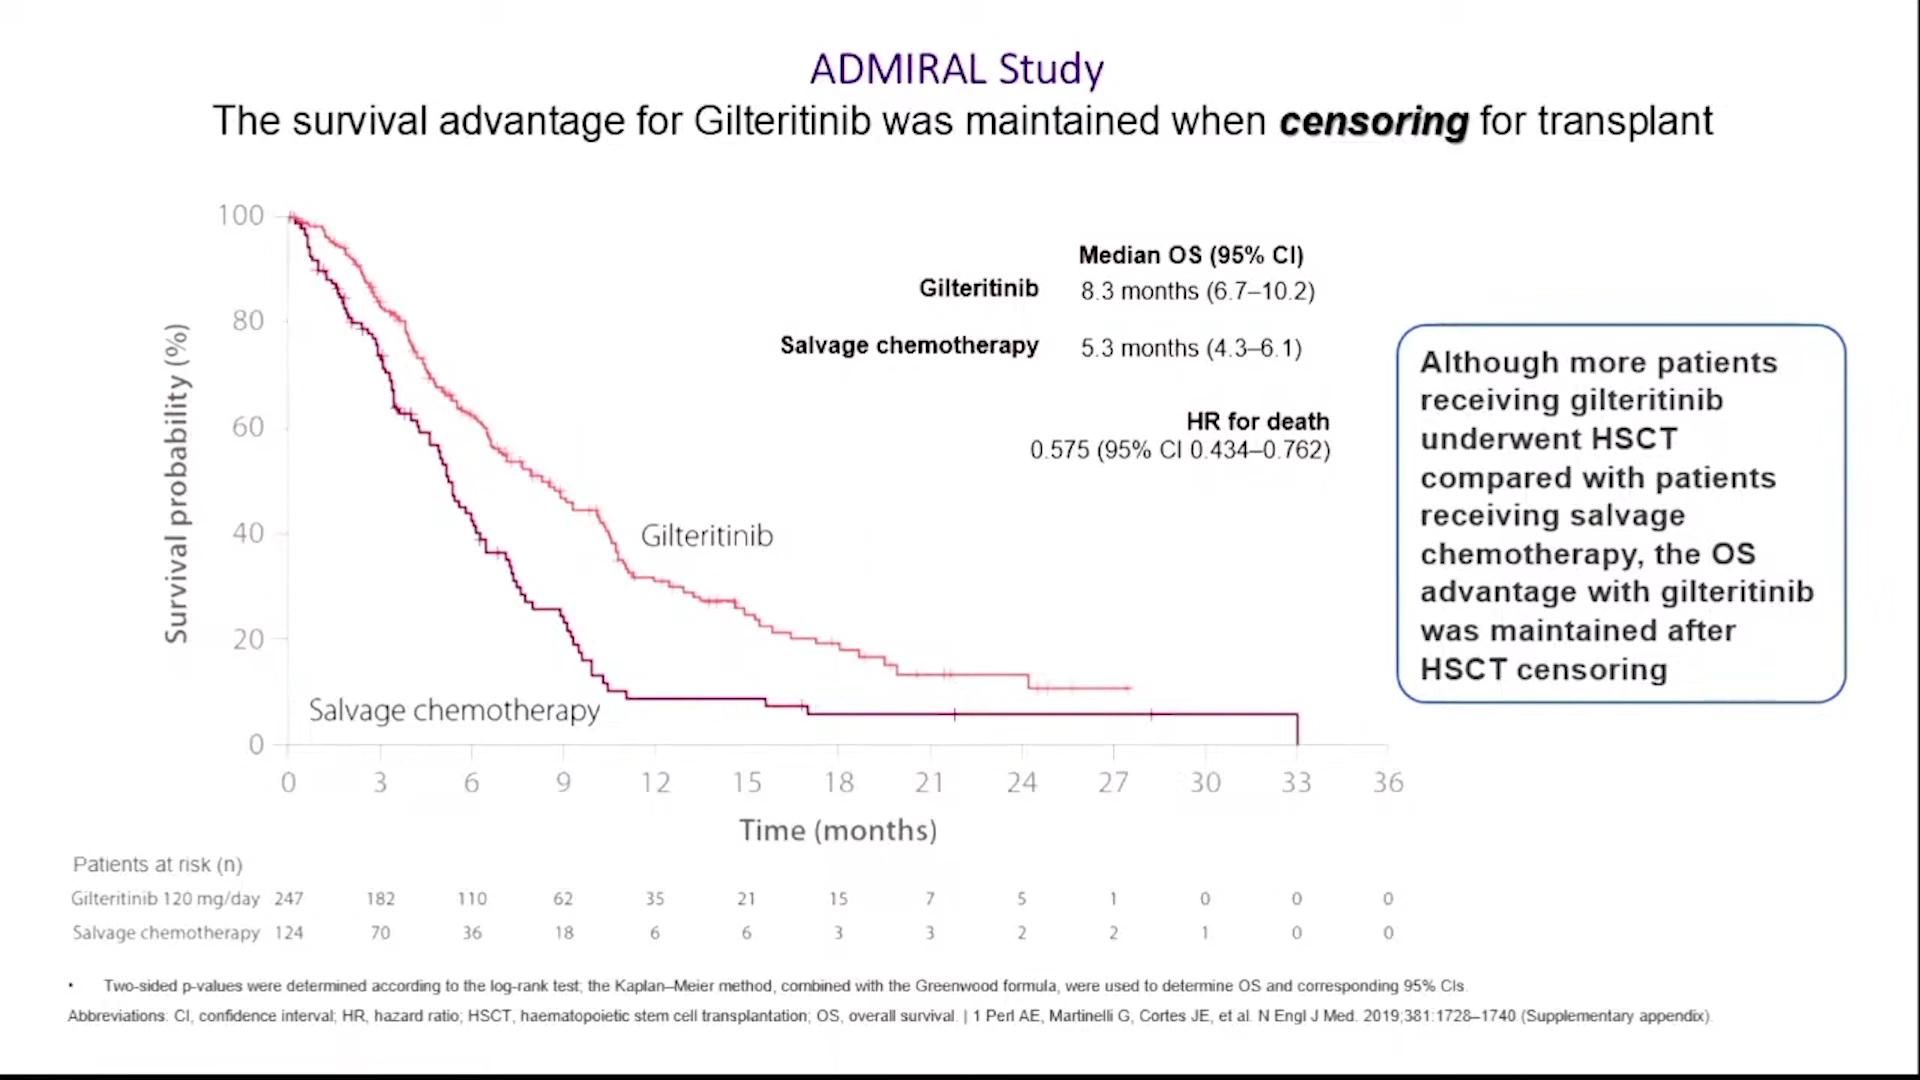 ADMIRAL Study
The survival advantage for Gilteritinib was maintained when censoring for transplant
Survival probability (%)
100
80
60
40
20
0
Median OS (95% CI)
Gilteritinib 8.3 months (6.7–10.2)
Salvage chemotherapy 5.3 months (4.3–6.1)
HR for death
0.575 (95% CI 0.434–0.762)
Gilteritinib
Salvage chemotherapy
0 3 6 9 12 15 18 21 24 27 30 33 36
Time (months)
Although more patients
receiving gilteritinib
underwent HSCT
compared with patients
receiving salvage
chemotherapy, the OS
advantage with gilteritinib
was maintained after
HSCT censoring
Patients at risk (n)
Gilteritinib 120 mg/day 247 182 110 62 35 21 15 7 5 1 0 0 0
Salvage chemotherapy 124 70 36 18 6 6 3 3 2 2 1 0 0
• Two-sided p-values were determined according to the log-rank test; the Kaplan–Meier method, combined with the Greenwood formula, were used to determine OS and corresponding 95% CIs.
Abbreviations: CI, confidence interval; HR, hazard ratio; HSCT, haematopoietic stem cell transplantation; OS, overall survival. | 1 Perl AE, Martinelli G, Cortes JE, et al. N Engl J Med. 2019;381:1728–1740 (Supplementary appendix).